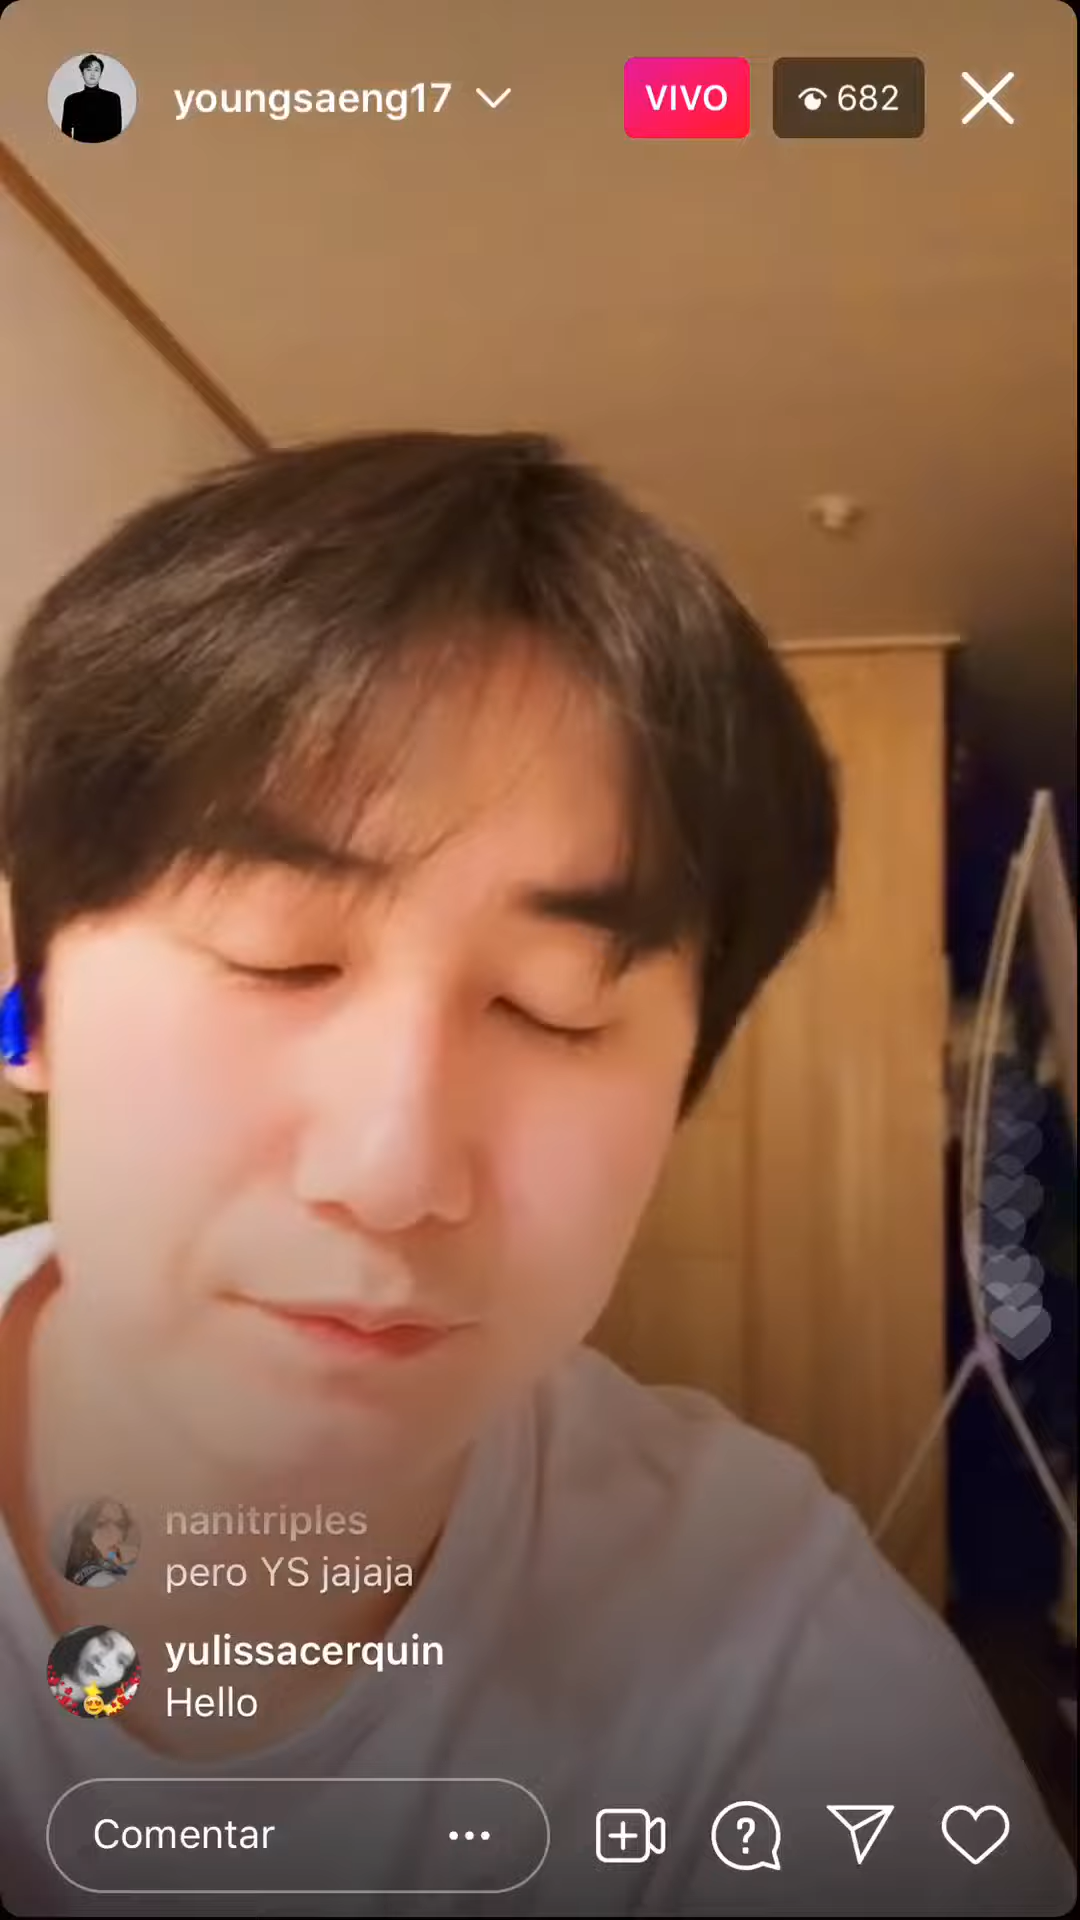 youngsaeng17
VIVO
682
nanitriples
pero YS jajaja
yulissacerquin
Hello
Comentar